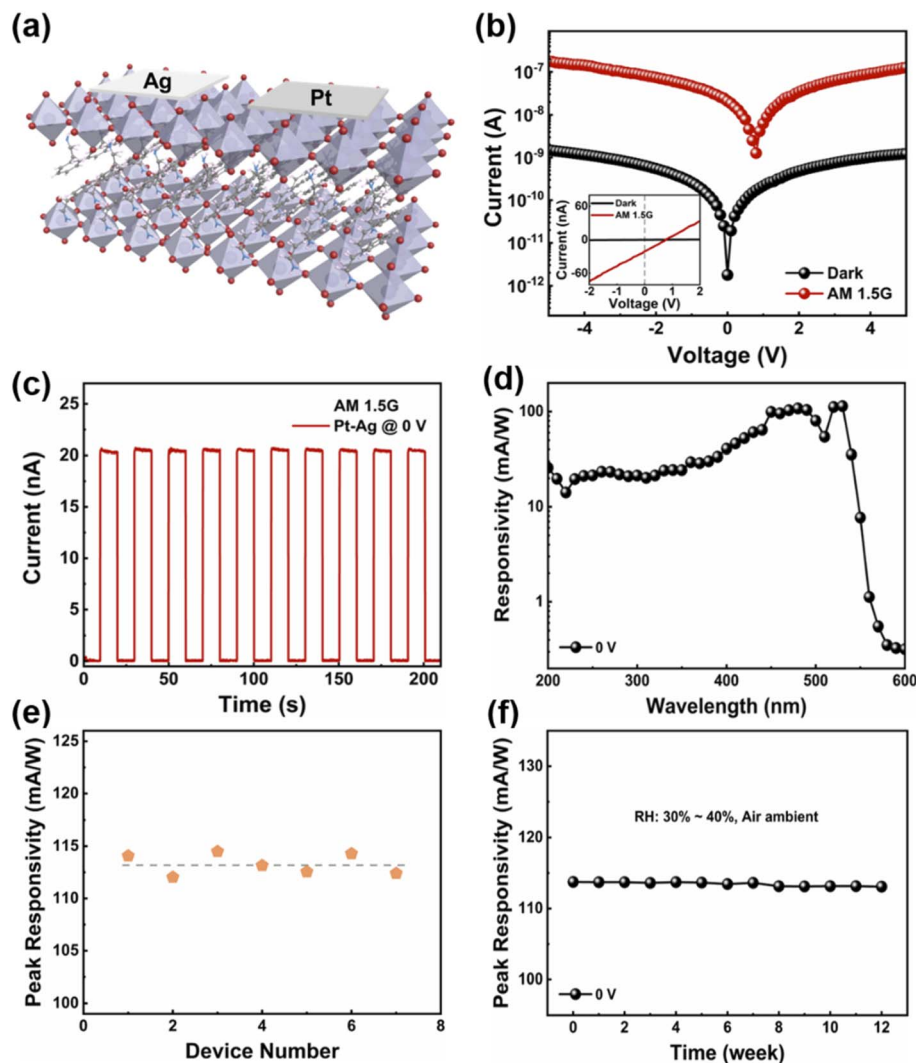 (a)
Ag
Pt
(b)
Current (A)
10⁻⁷
10⁻⁸
10⁻⁹
10⁻¹⁰
10⁻¹¹
10⁻¹²
Current (nA)
60
0
-60
Dark
AM 1.5G
-2 -1 0 1 2
Voltage (V)
Dark
AM 1.5G
-4 -2 0 2 4
Voltage (V)
(c)
Current (nA)
25
20
15
10
5
0
AM 1.5G
Pt-Ag @ 0 V
0 50 100 150 200
Time (s)
(d)
Responsivity (mA/W)
100
10
1
0 V
200 300 400 500 600
Wavelength (nm)
(e)
Peak Responsivity (mA/W)
125
120
115
110
105
100
0 2 4 6 8
Device Number
(f)
Peak Responsivity (mA/W)
130
120
110
100
RH: 30% ~ 40%, Air ambient
0 V
0 2 4 6 8 10 12
Time (week)